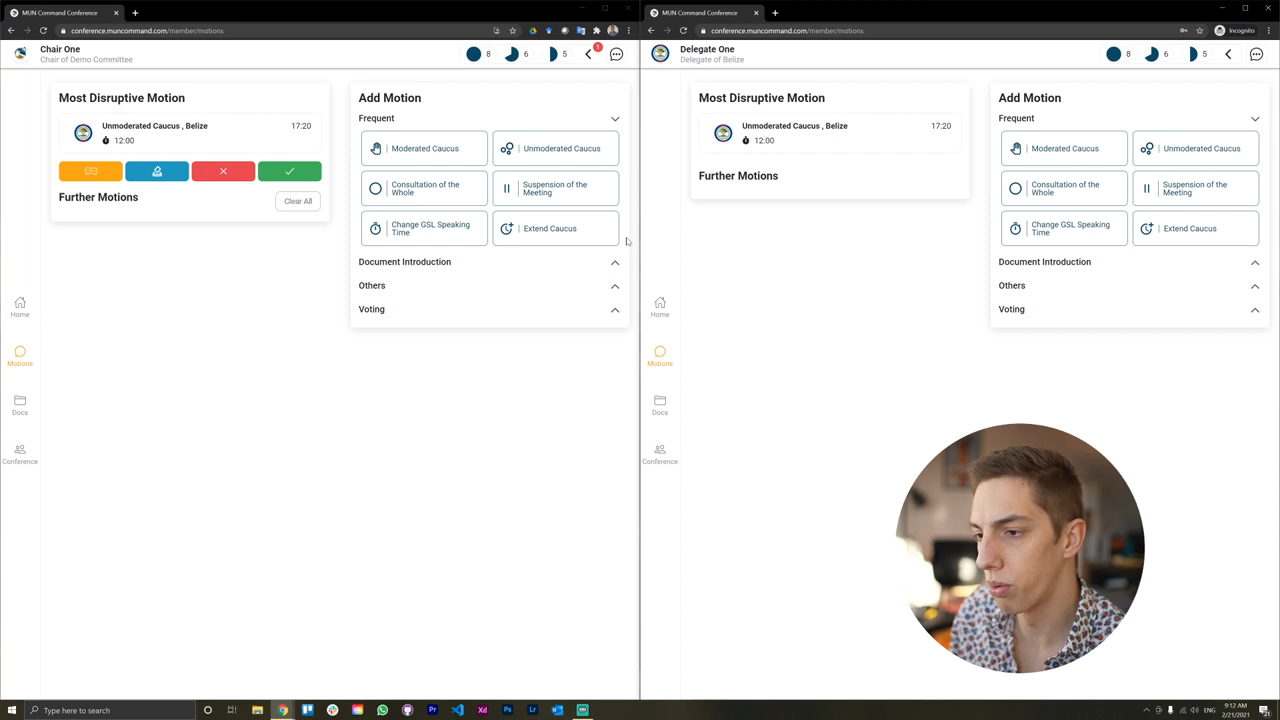 MUN Command Conference
conference.muncommand.com/member/motions
Chair One
Chair of Demo Committee
8
6
5
1
Most Disruptive Motion
Unmoderated Caucus , Belize
17:20
12:00
Further Motions
Clear All
Add Motion
Frequent
Moderated Caucus
Unmoderated Caucus
Consultation of the
Whole
Suspension of the
Meeting
Change GSL Speaking
Time
Extend Caucus
Document Introduction
Others
Voting
Home
Motions
Docs
Conference
MUN Command Conference
conference.muncommand.com/member/motions
Incognito
Delegate One
Delegate of Belize
8
6
5
Most Disruptive Motion
Unmoderated Caucus , Belize
17:20
12:00
Further Motions
Add Motion
Frequent
Moderated Caucus
Unmoderated Caucus
Consultation of the
Whole
Suspension of the
Meeting
Change GSL Speaking
Time
Extend Caucus
Document Introduction
Others
Voting
Home
Motions
Docs
Conference
Type here to search
9:12 AM
2/21/2021